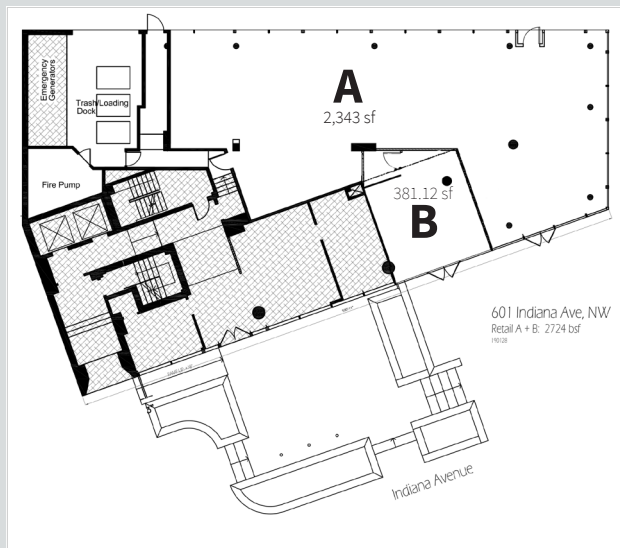 Emergency
Generators
Trash/Loading
Dock
Fire Pump
A
2,343 sf
381.12 sf
B
601 Indiana Ave, NW
Retail A + B: 2724 bsf
190128
Indiana Avenue